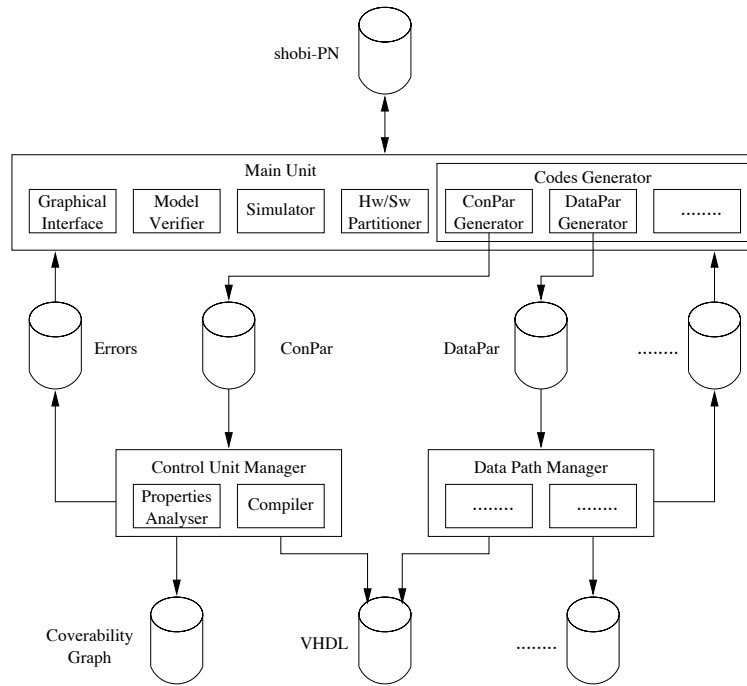 shobi-PN
Main Unit
Codes Generator
Graphical
Interface
Model
Verifier
Simulator
Hw/Sw
Partitioner
ConPar
Generator
DataPar
Generator
........
Errors
ConPar
DataPar
........
Control Unit Manager
Properties
Analyser
Compiler
Data Path Manager
........
........
Coverability
Graph
VHDL
........